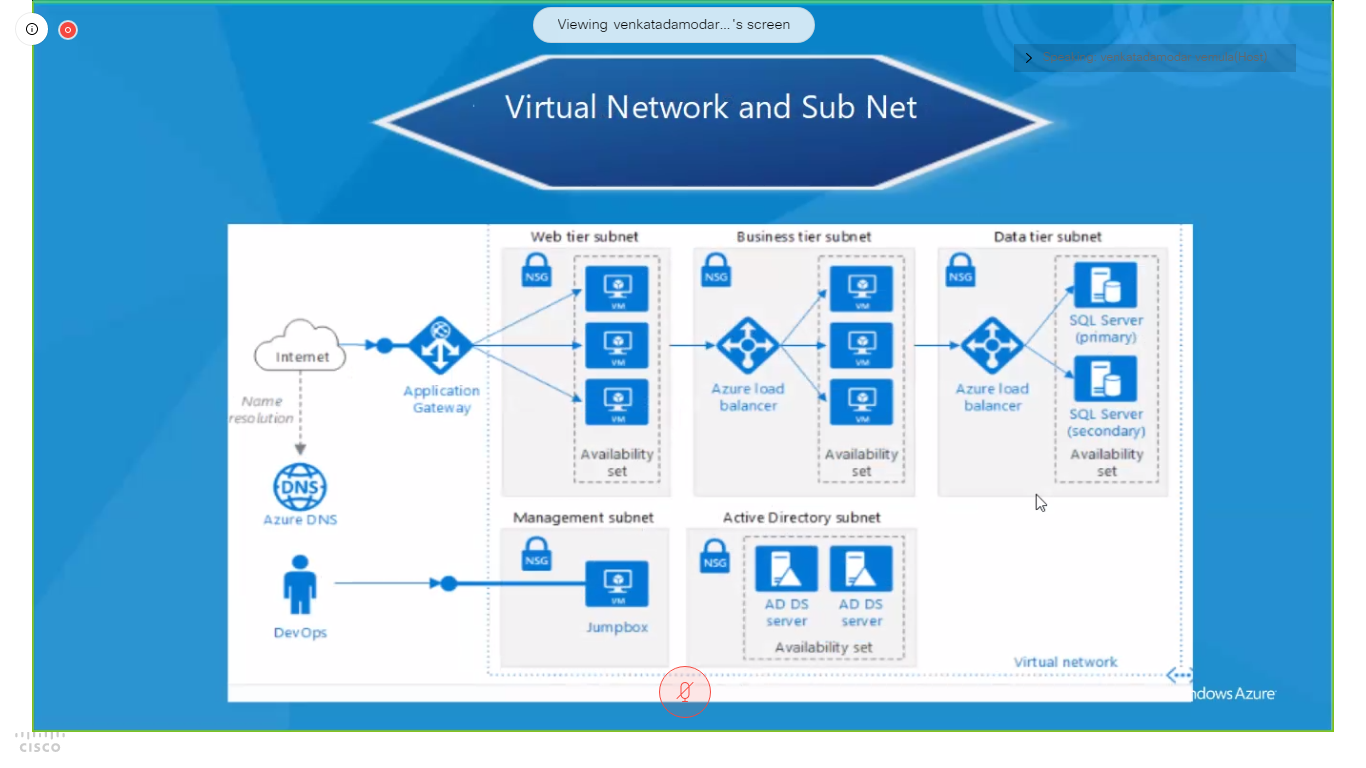 Viewing venkatadamodar...'s screen
Virtual Network and Sub Net
Web tier subnet
Business tier subnet
Data tier subnet
NSG
NSG
NSG
VM
VM
VM
VM
VM
VM
Internet
Application
Gateway
Azure load
balancer
Azure load
balancer
SQL Server
(primary)
SQL Server
(secondary)
Name
resolution
Availability
set
Availability
set
Availability
set
DNS
Azure DNS
Management subnet
Active Directory subnet
NSG
NSG
VM
Jumpbox
AD DS
server
AD DS
server
Availability set
DevOps
Virtual network
ndows Azure
CISCO